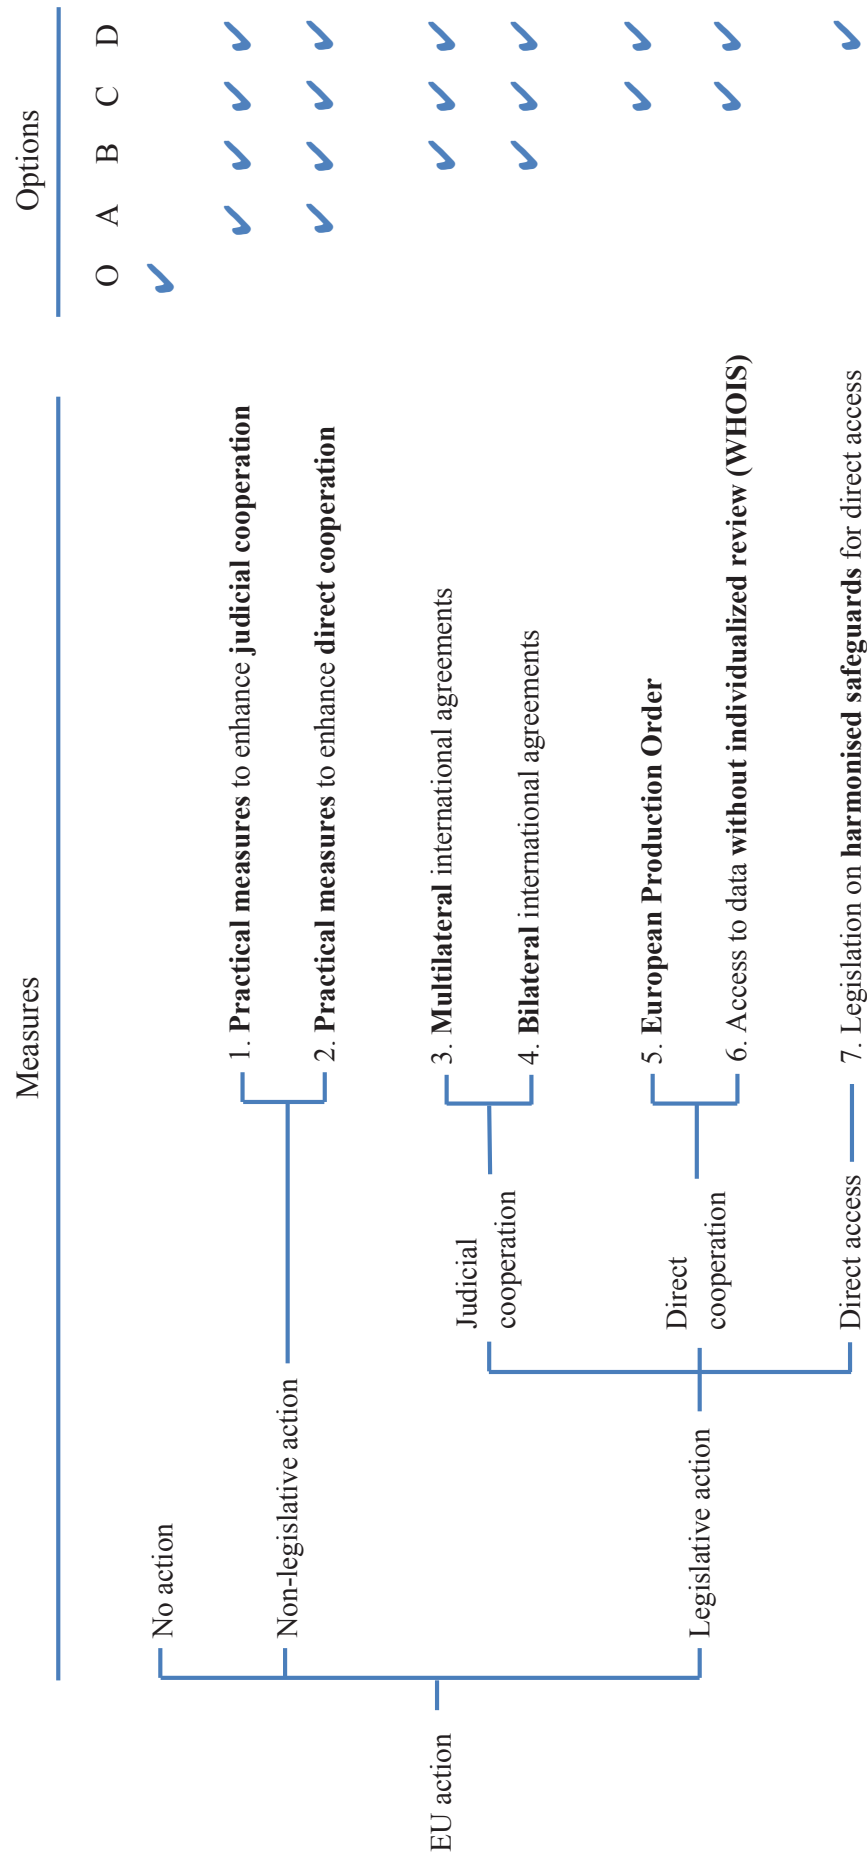 Measures
Options
O A B C D
EU action
No action
✓
Non-legislative action
1. Practical measures to enhance judicial cooperation
✓ ✓ ✓ ✓
2. Practical measures to enhance direct cooperation
✓ ✓ ✓ ✓
Legislative action
Judicial
cooperation
3. Multilateral international agreements
✓ ✓ ✓
4. Bilateral international agreements
✓ ✓ ✓
Direct
cooperation
5. European Production Order
✓ ✓
6. Access to data without individualized review (WHOIS)
✓ ✓
Direct access
7. Legislation on harmonised safeguards for direct access
✓